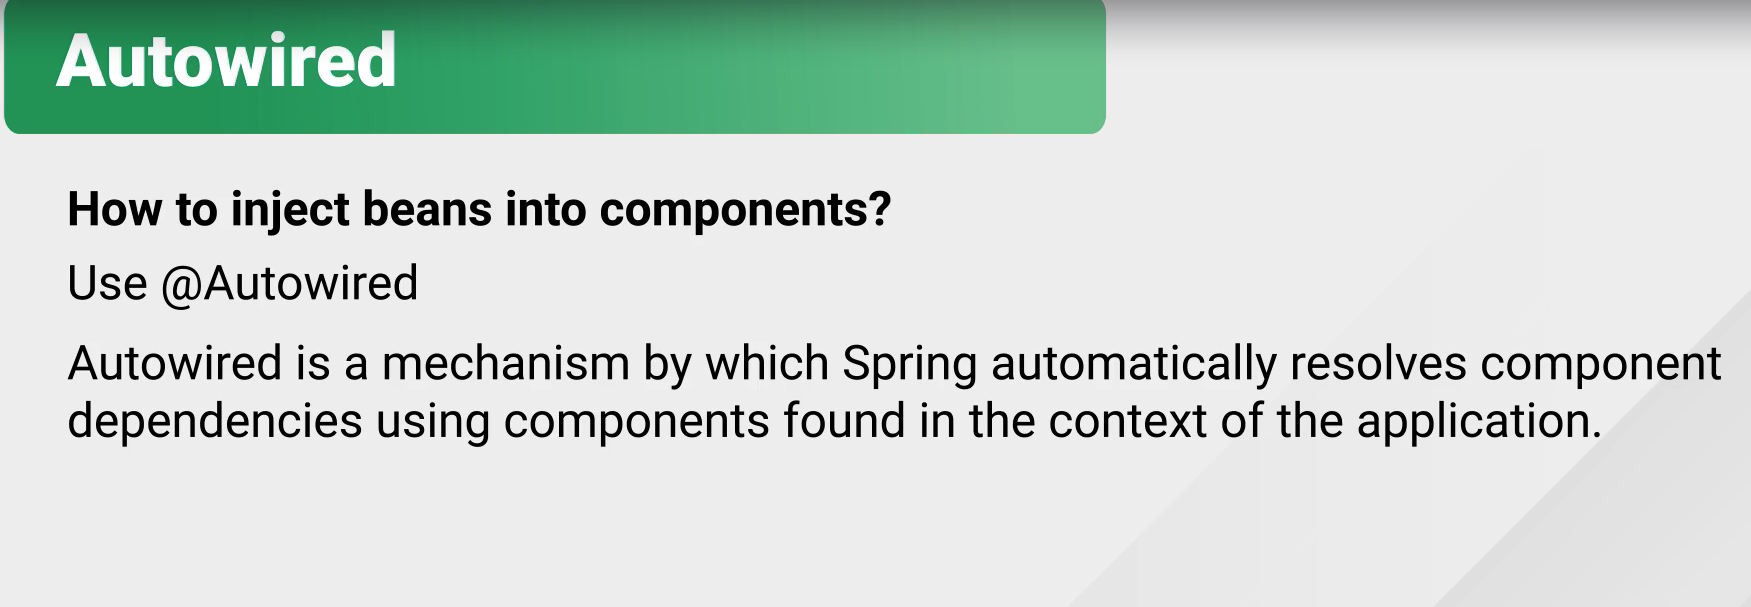 Autowired
How to inject beans into components?
Use @Autowired
Autowired is a mechanism by which Spring automatically resolves component
dependencies using components found in the context of the application.